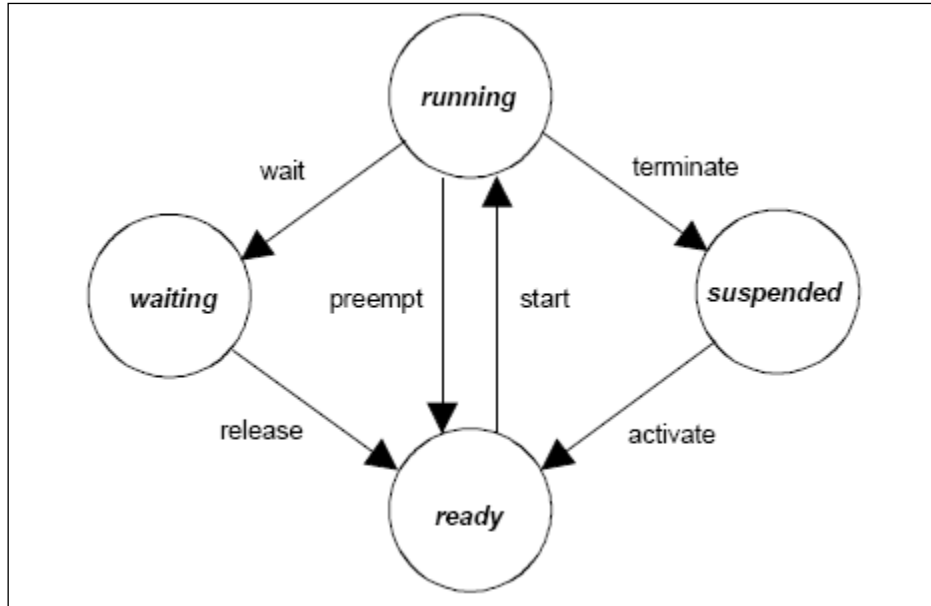 running
wait
terminate
waiting
preempt
start
suspended
release
activate
ready